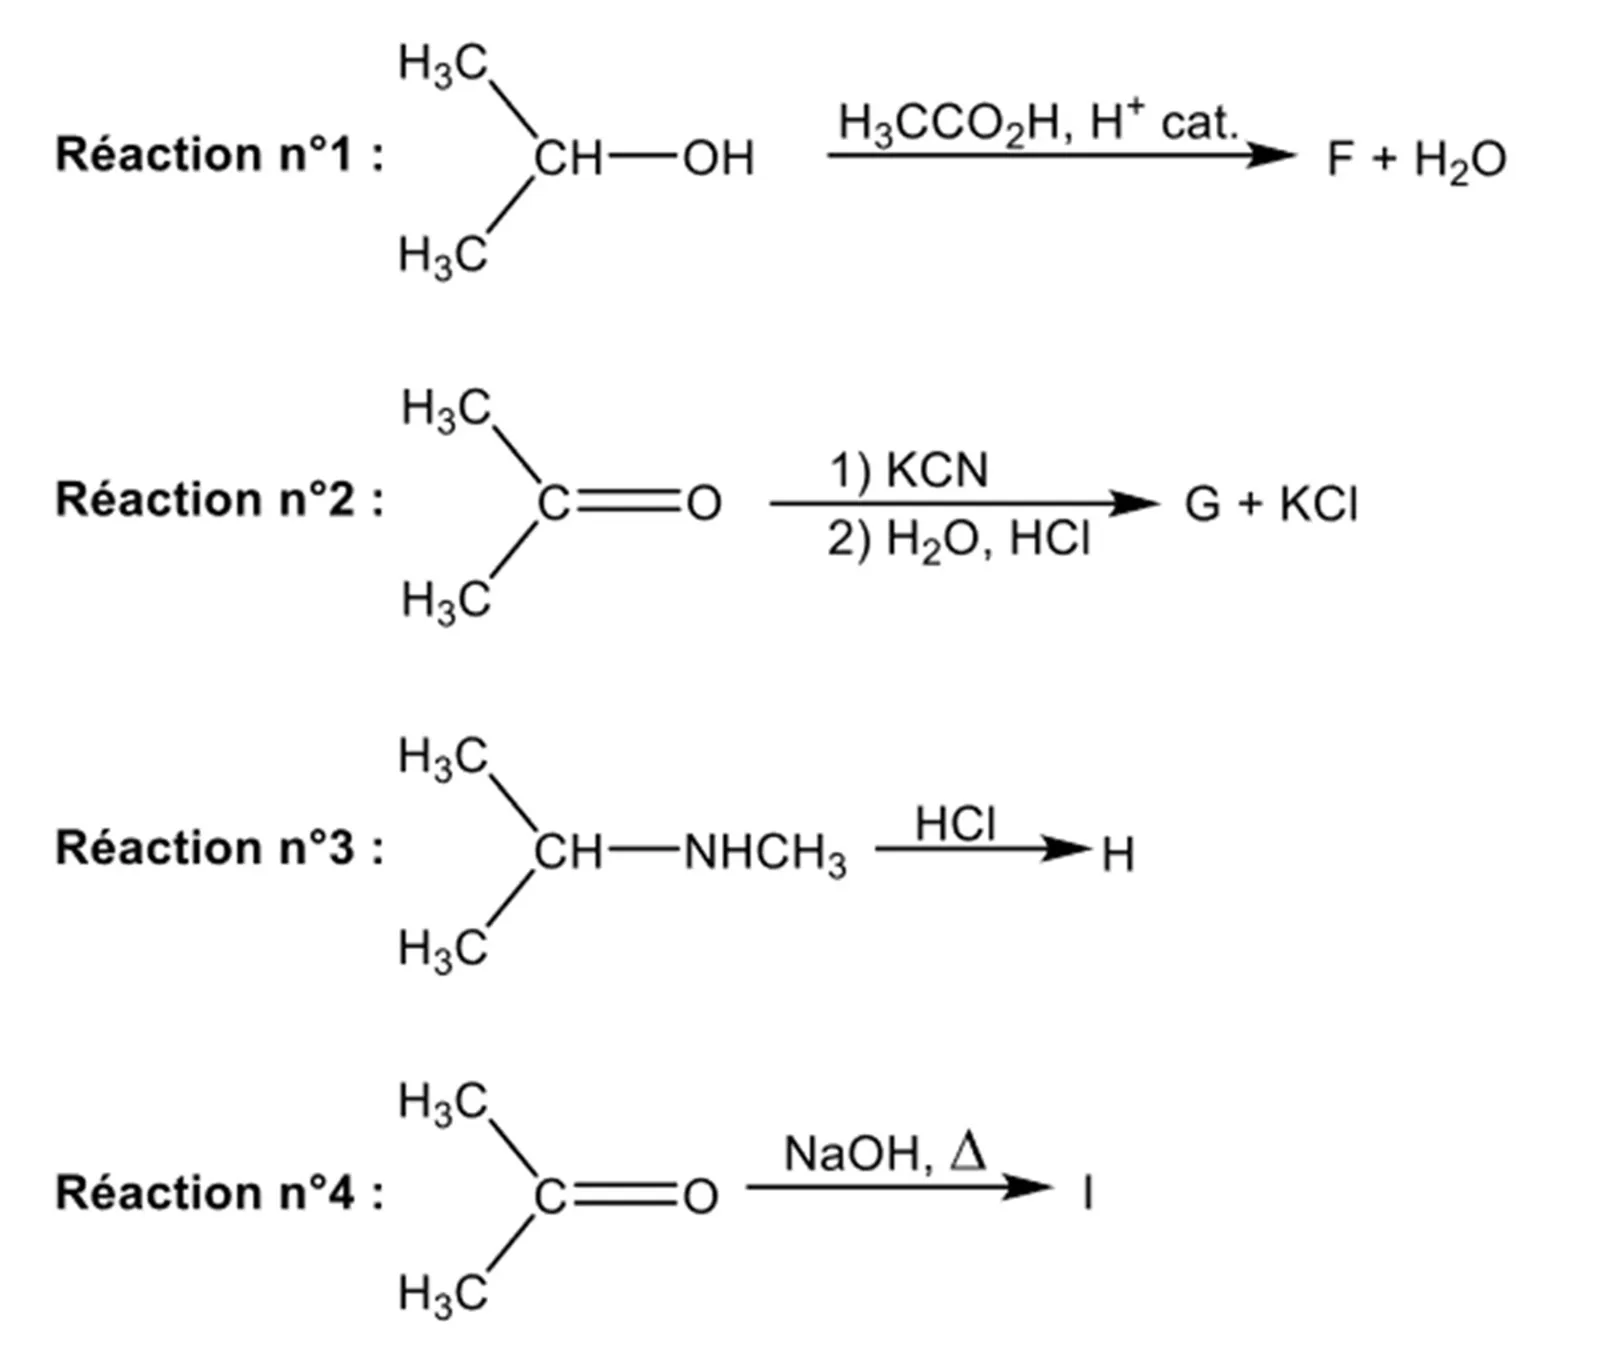 H₃C
Réaction n°1 : CH—OH H₃CCO₂H, H⁺ cat. F + H₂O
H₃C
H₃C
Réaction n°2 : C=O 1) KCN G + KCl
2) H₂O, HCl
H₃C
H₃C
Réaction n°3 : CH—NHCH₃ HCl H
H₃C
H₃C
Réaction n°4 : C=O NaOH, Δ I
H₃C